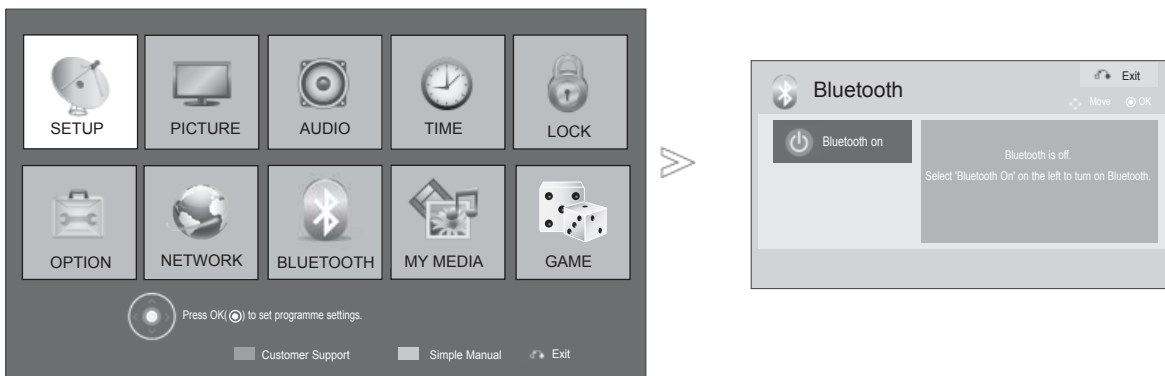 SETUP
PICTURE
AUDIO
TIME
LOCK
OPTION
NETWORK
BLUETOOTH
MY MEDIA
GAME
Press OK( ) to set programme settings.
Customer Support
Simple Manual
Exit
Bluetooth
Exit
Move
OK
Bluetooth on
Bluetooth is off.
Select 'Bluetooth On' on the left to turn on Bluetooth.